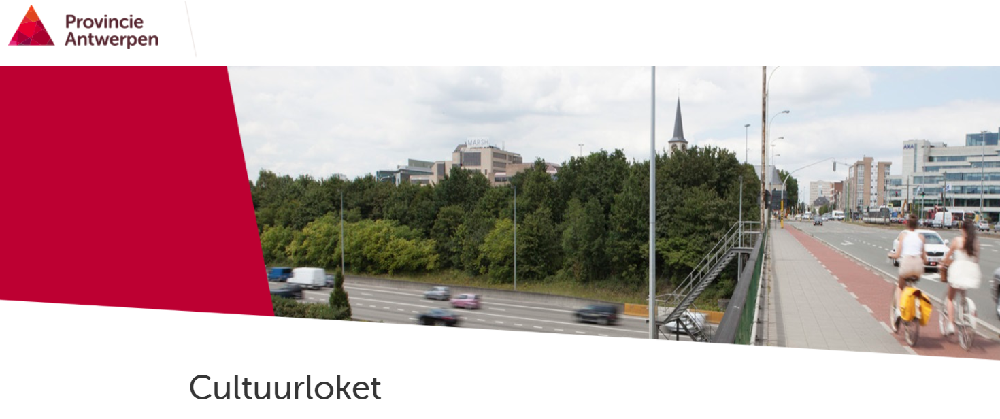 Provincie
Antwerpen
MARSH
AXA
Cultuurloket